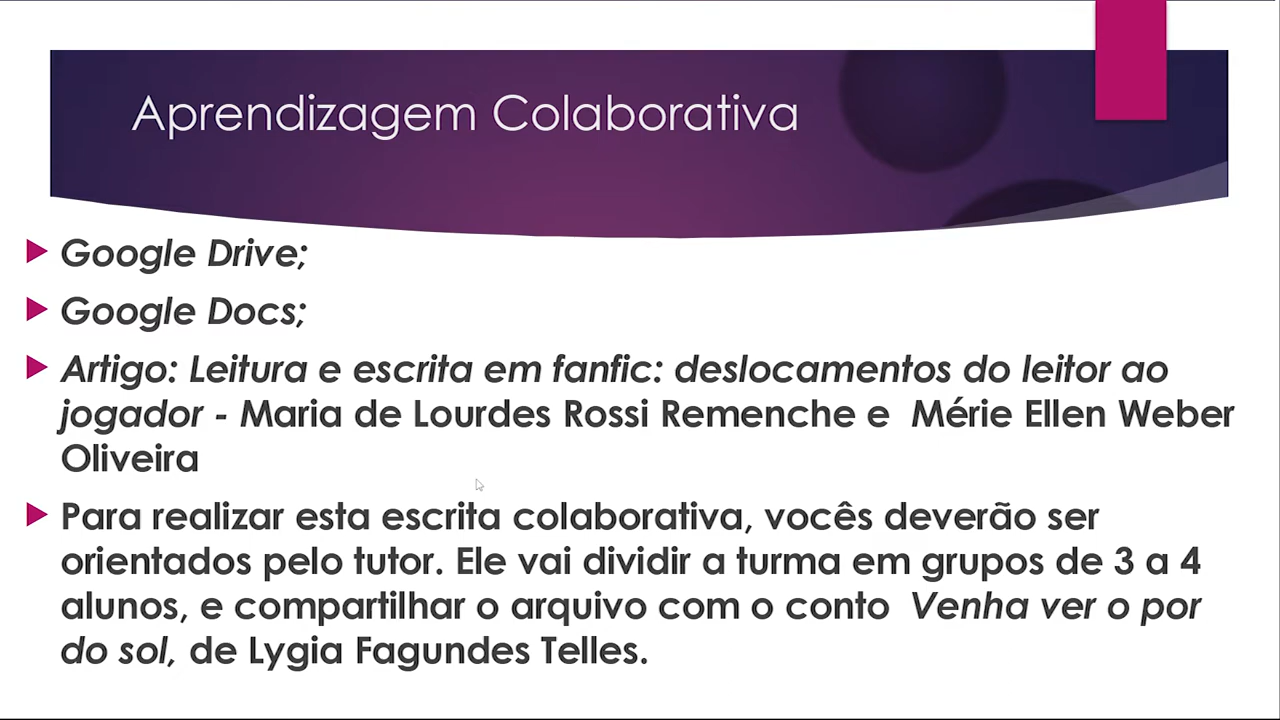 Aprendizagem Colaborativa
Google Drive;
Google Docs;
Artigo: Leitura e escrita em fanfic: deslocamentos do leitor ao
jogador - Maria de Lourdes Rossi Remenche e  Mérie Ellen Weber
Oliveira
Para realizar esta escrita colaborativa, vocês deverão ser
orientados pelo tutor. Ele vai dividir a turma em grupos de 3 a 4
alunos, e compartilhar o arquivo com o conto  Venha ver o por
do sol, de Lygia Fagundes Telles.